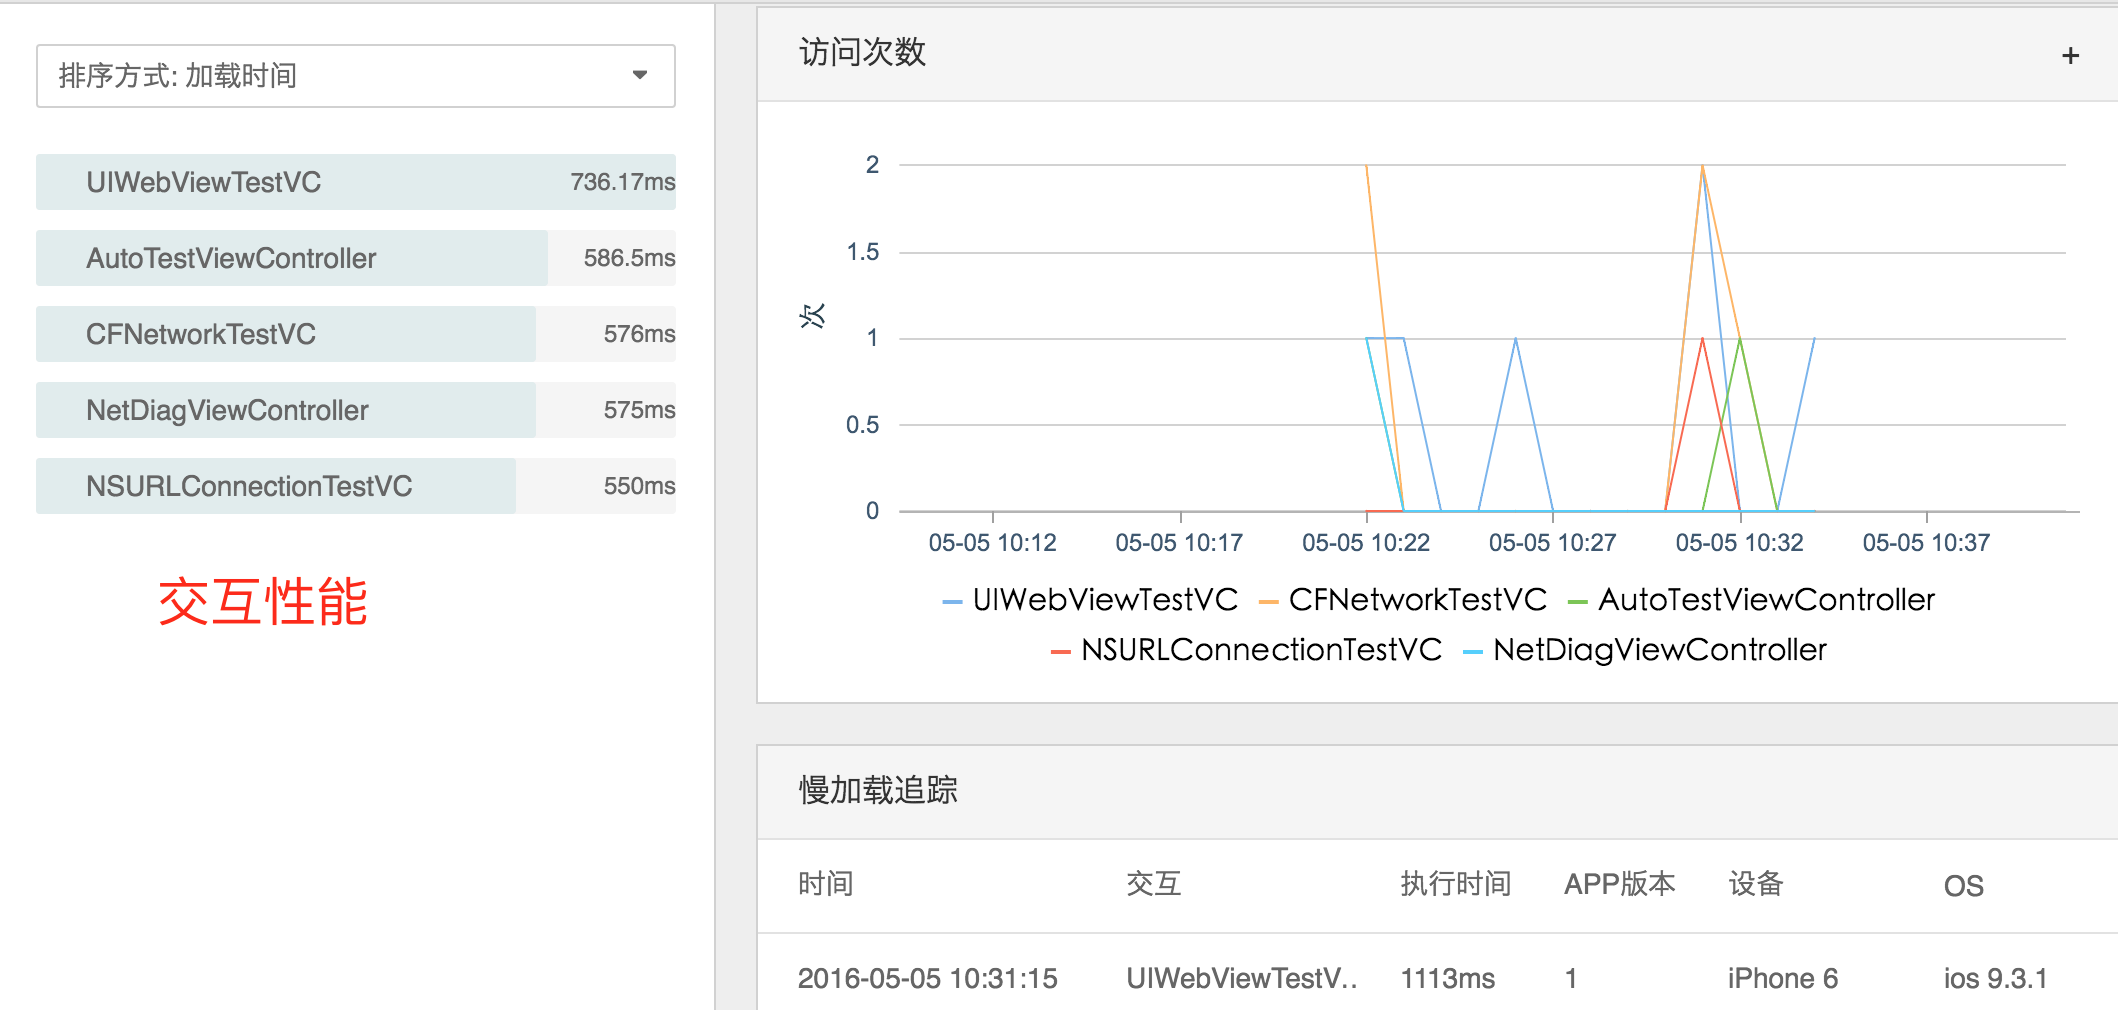 排序方式: 加载时间
UIWebViewTestVC 736.17ms
AutoTestViewController 586.5ms
CFNetworkTestVC 576ms
NetDiagViewController 575ms
NSURLConnectionTestVC 550ms
交互性能
访问次数 +
2
1.5
1
0.5
0
次
05-05 10:12 05-05 10:17 05-05 10:22 05-05 10:27 05-05 10:32 05-05 10:37
UIWebViewTestVC CFNetworkTestVC AutoTestViewController
NSURLConnectionTestVC NetDiagViewController
慢加载追踪
时间 交互 执行时间 APP版本 设备 OS
2016-05-05 10:31:15 UIWebViewTestV.. 1113ms 1 iPhone 6 ios 9.3.1